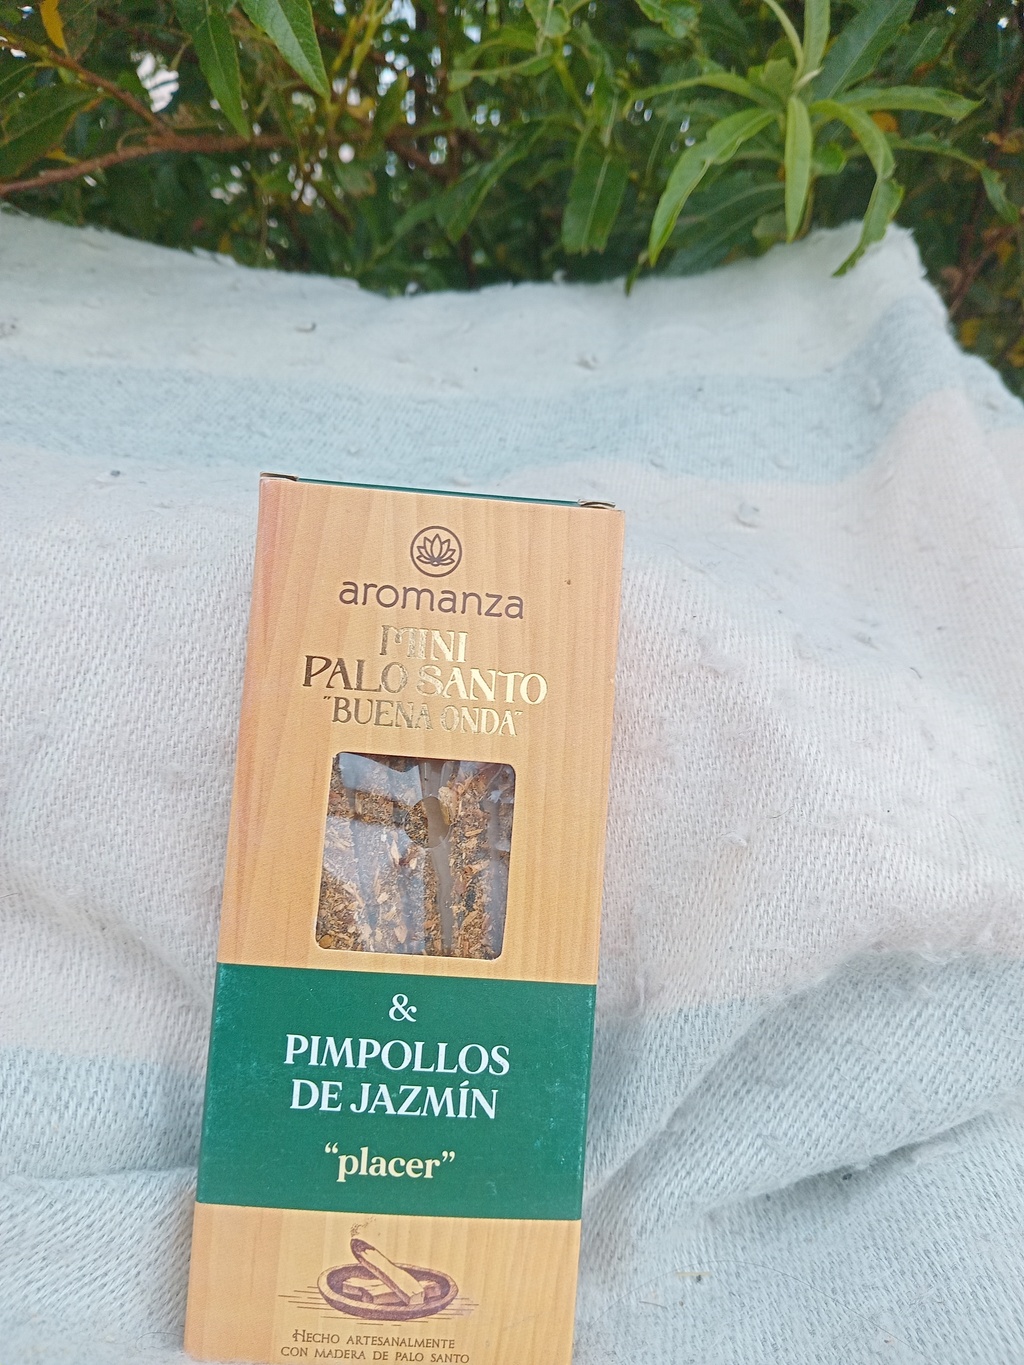 aromanza
MINI
PALO SANTO
"BUENA ONDA"
&
PIMPOLLOS
DE JAZMÍN
“placer”
HECHO ARTESANALMENTE
CON MADERA DE PALO SANTO